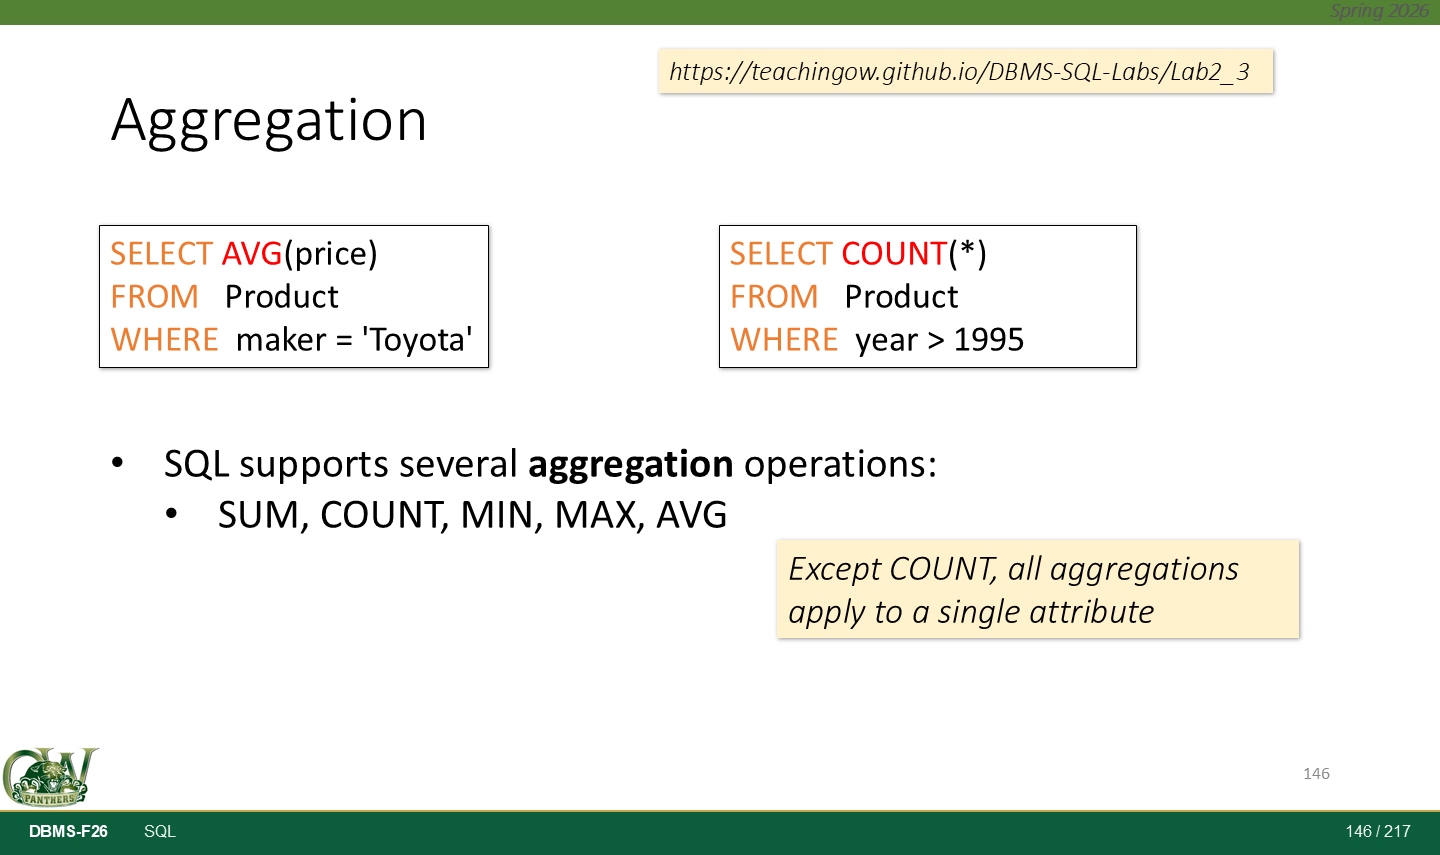 Spring 2026
https://teachingow.github.io/DBMS-SQL-Labs/Lab2_3
Aggregation
SELECT AVG(price)
FROM Product
WHERE maker = 'Toyota'
SELECT COUNT(*)
FROM Product
WHERE year > 1995
• SQL supports several aggregation operations:
• SUM, COUNT, MIN, MAX, AVG
Except COUNT, all aggregations
apply to a single attribute
OW
PANTHERS
146
DBMS-F26 SQL 146 / 217